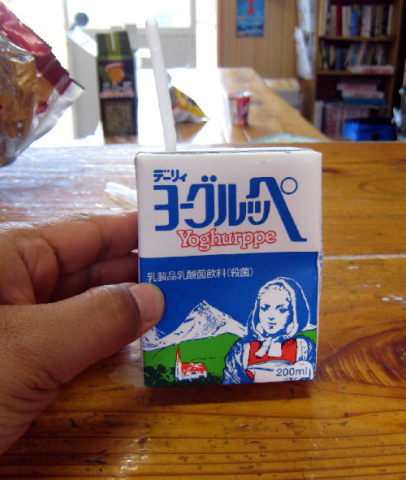 デーリィ
ヨーグルッペ
Yoghurppe
乳製品乳酸菌飲料(殺菌)
200ml